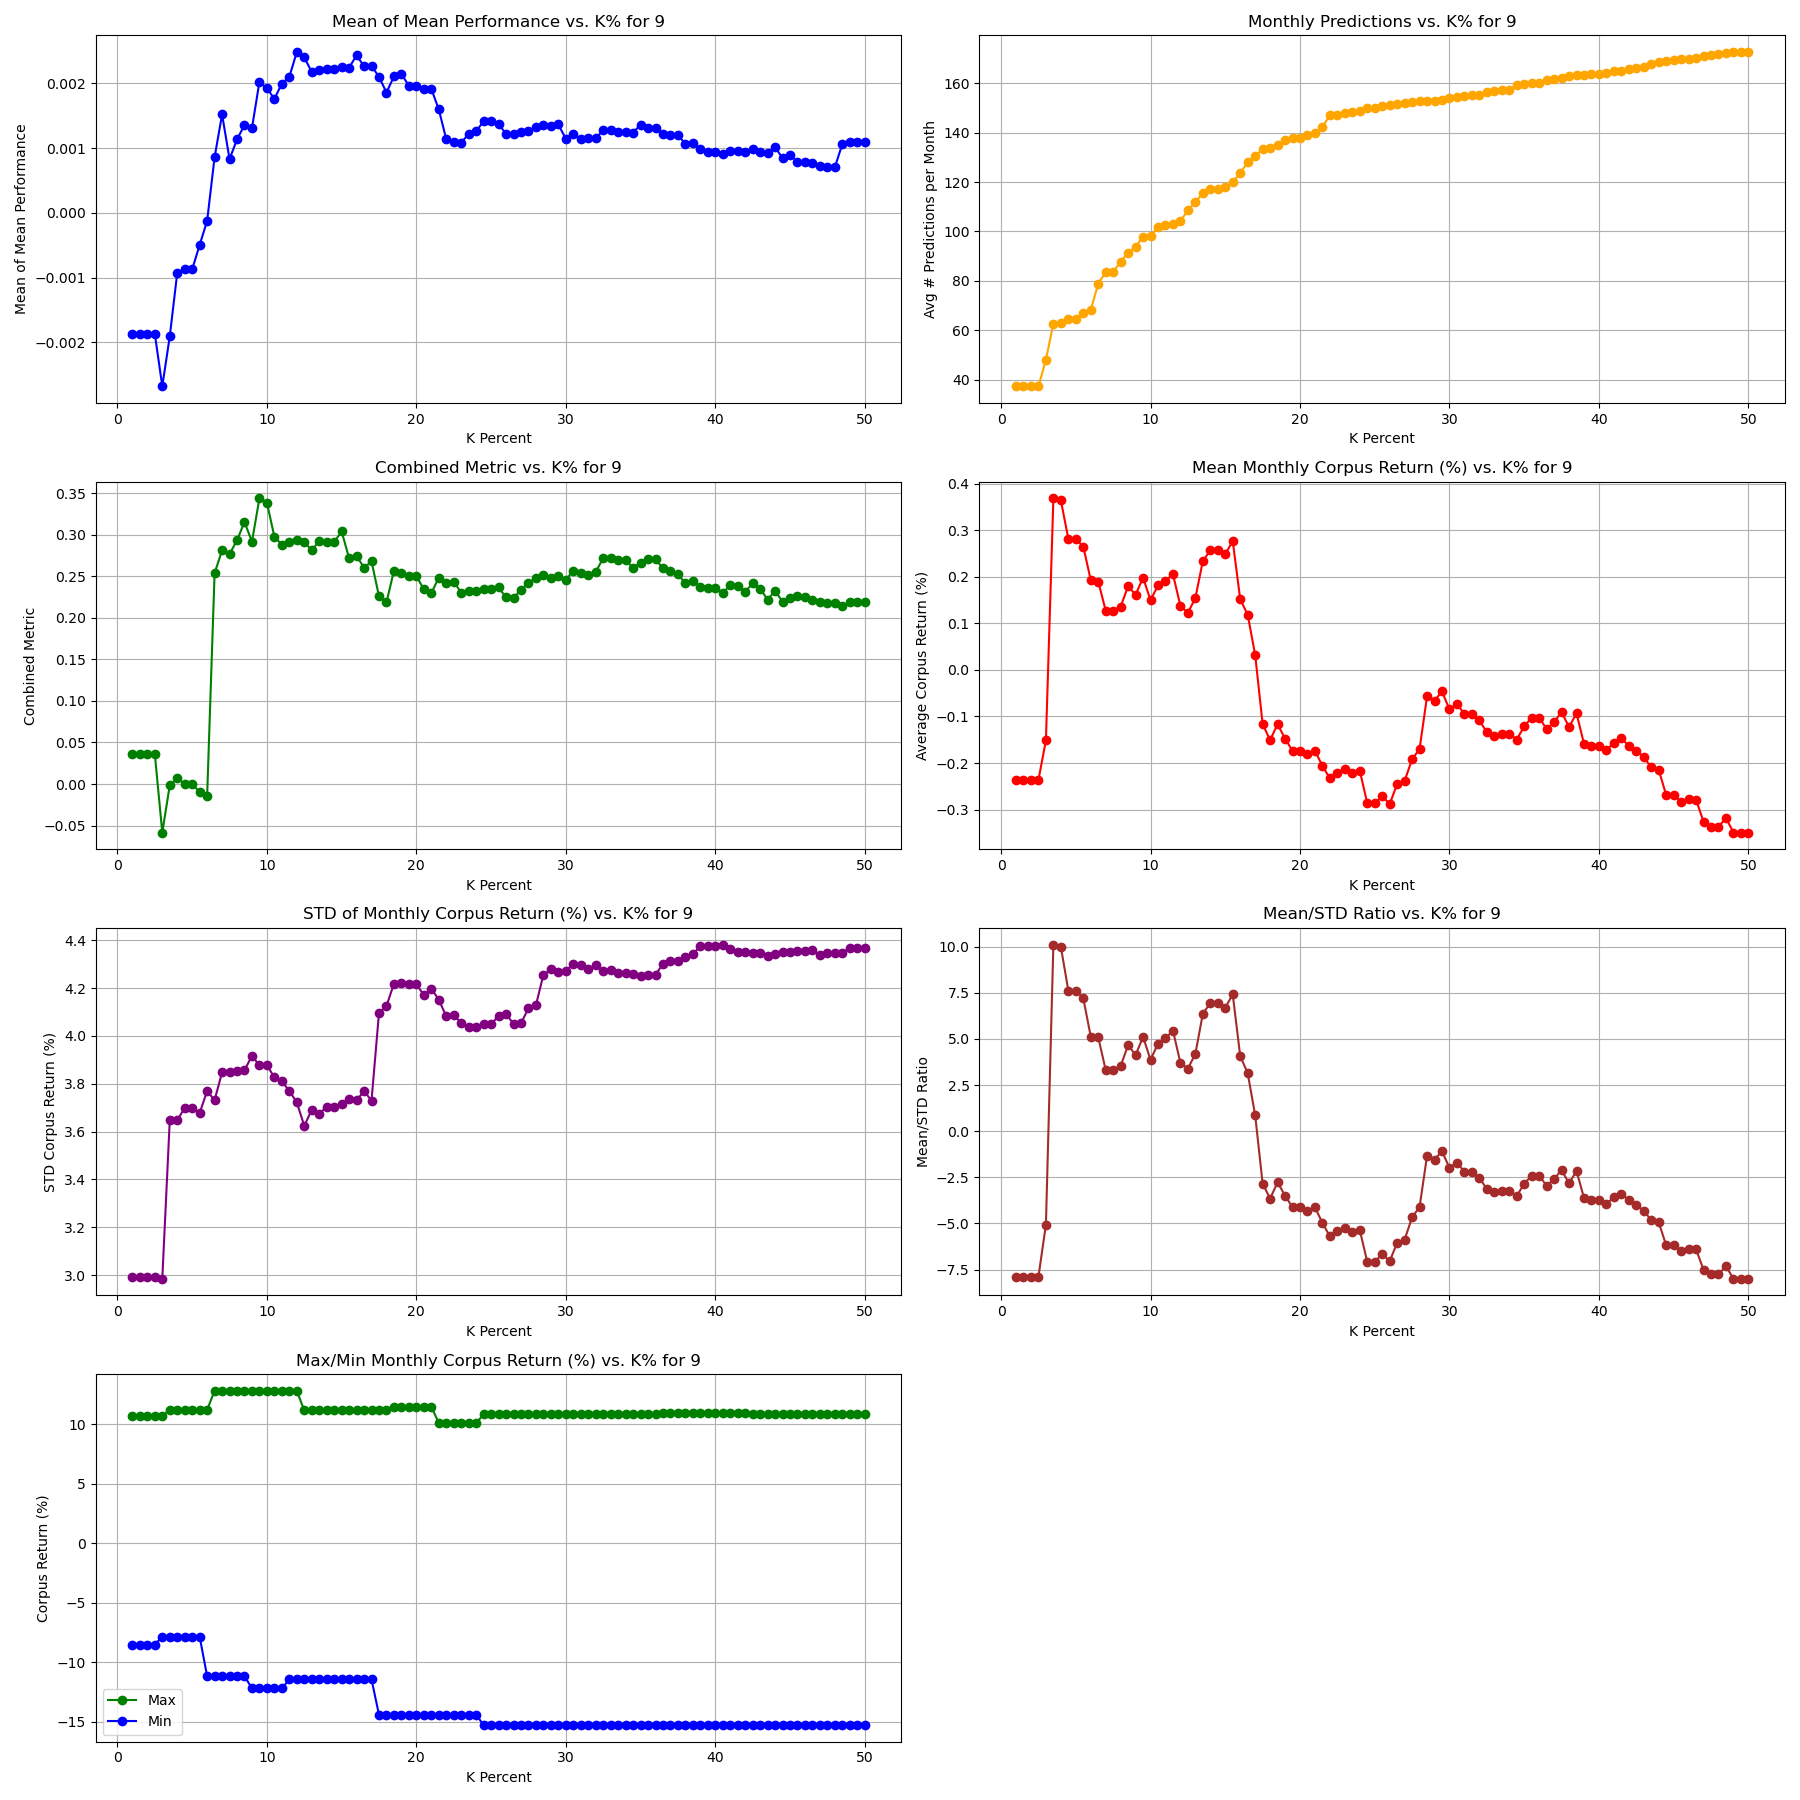 Mean of Mean Performance vs. K% for 9
Mean of Mean Performance
0.002
0.001
0.000
−0.001
−0.002
0 10 20 30 40 50
K Percent
Monthly Predictions vs. K% for 9
Avg # Predictions per Month
160
140
120
100
80
60
40
0 10 20 30 40 50
K Percent
Combined Metric vs. K% for 9
Combined Metric
0.35
0.30
0.25
0.20
0.15
0.10
0.05
0.00
−0.05
0 10 20 30 40 50
K Percent
Mean Monthly Corpus Return (%) vs. K% for 9
Average Corpus Return (%)
0.4
0.3
0.2
0.1
0.0
−0.1
−0.2
−0.3
0 10 20 30 40 50
K Percent
STD of Monthly Corpus Return (%) vs. K% for 9
STD Corpus Return (%)
4.4
4.2
4.0
3.8
3.6
3.4
3.2
3.0
0 10 20 30 40 50
K Percent
Mean/STD Ratio vs. K% for 9
Mean/STD Ratio
10.0
7.5
5.0
2.5
0.0
−2.5
−5.0
−7.5
0 10 20 30 40 50
K Percent
Max/Min Monthly Corpus Return (%) vs. K% for 9
Corpus Return (%)
10
5
0
−5
−10
−15
Max
Min
0 10 20 30 40 50
K Percent